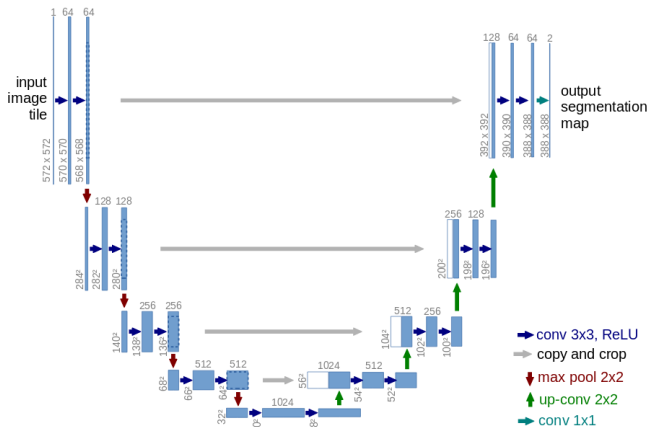 1 64 64
128 64 64 2
input
image
tile
output
segmentation
map
572 x 572
570 x 570
568 x 568
392 x 392
390 x 390
388 x 388
388 x 388
128 128
256 128
284²
282²
280²
200²
198²
196²
256 256
512 256
140²
138²
136²
104²
102²
100²
512 512
1024 512
68²
66²
64²
56²
54²
52²
1024
32²
0²
8²
conv 3x3, ReLU
copy and crop
max pool 2x2
up-conv 2x2
conv 1x1